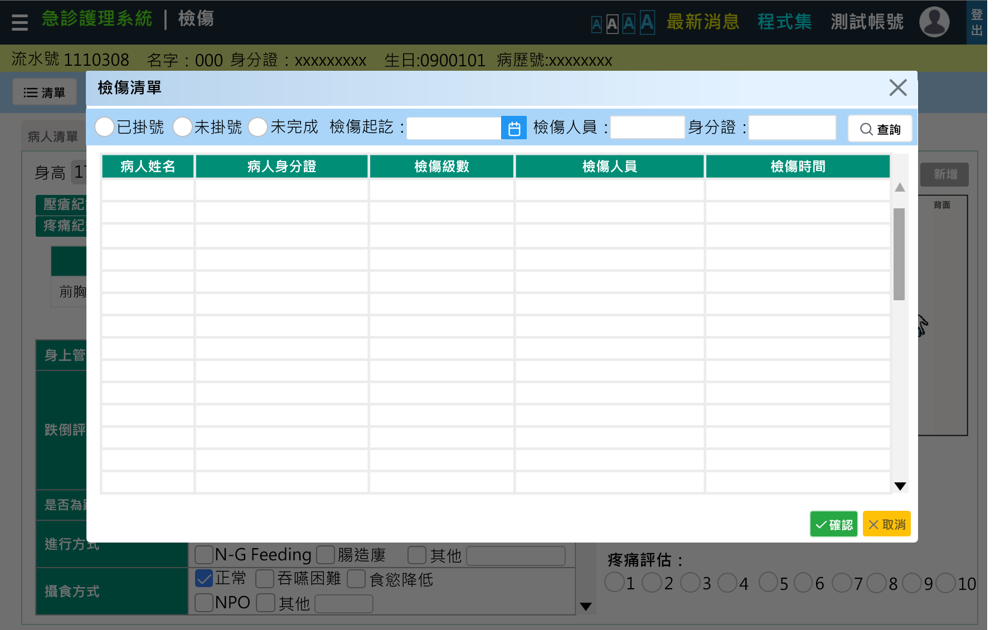 急診護理系統 | 檢傷 A A A A 最新消息 程式集 測試帳號 登出
流水號 1110308 名字：000 身分證：xxxxxxxxx 生日:0900101 病歷號:xxxxxxxx
清單
檢傷清單
已掛號 未掛號 未完成 檢傷起訖： 檢傷人員： 身分證： 查詢
病人清單
病人姓名 病人身分證 檢傷級數 檢傷人員 檢傷時間
身高 17
新增
壓瘡紀
背面
疼痛紀
前胸
身上管
跌倒評
是否為
確認 取消
進行方式
N-G Feeding 腸造廔 其他
疼痛評估：
1 2 3 4 5 6 7 8 9 10
攝食方式
正常 吞嚥困難 食慾降低
NPO 其他